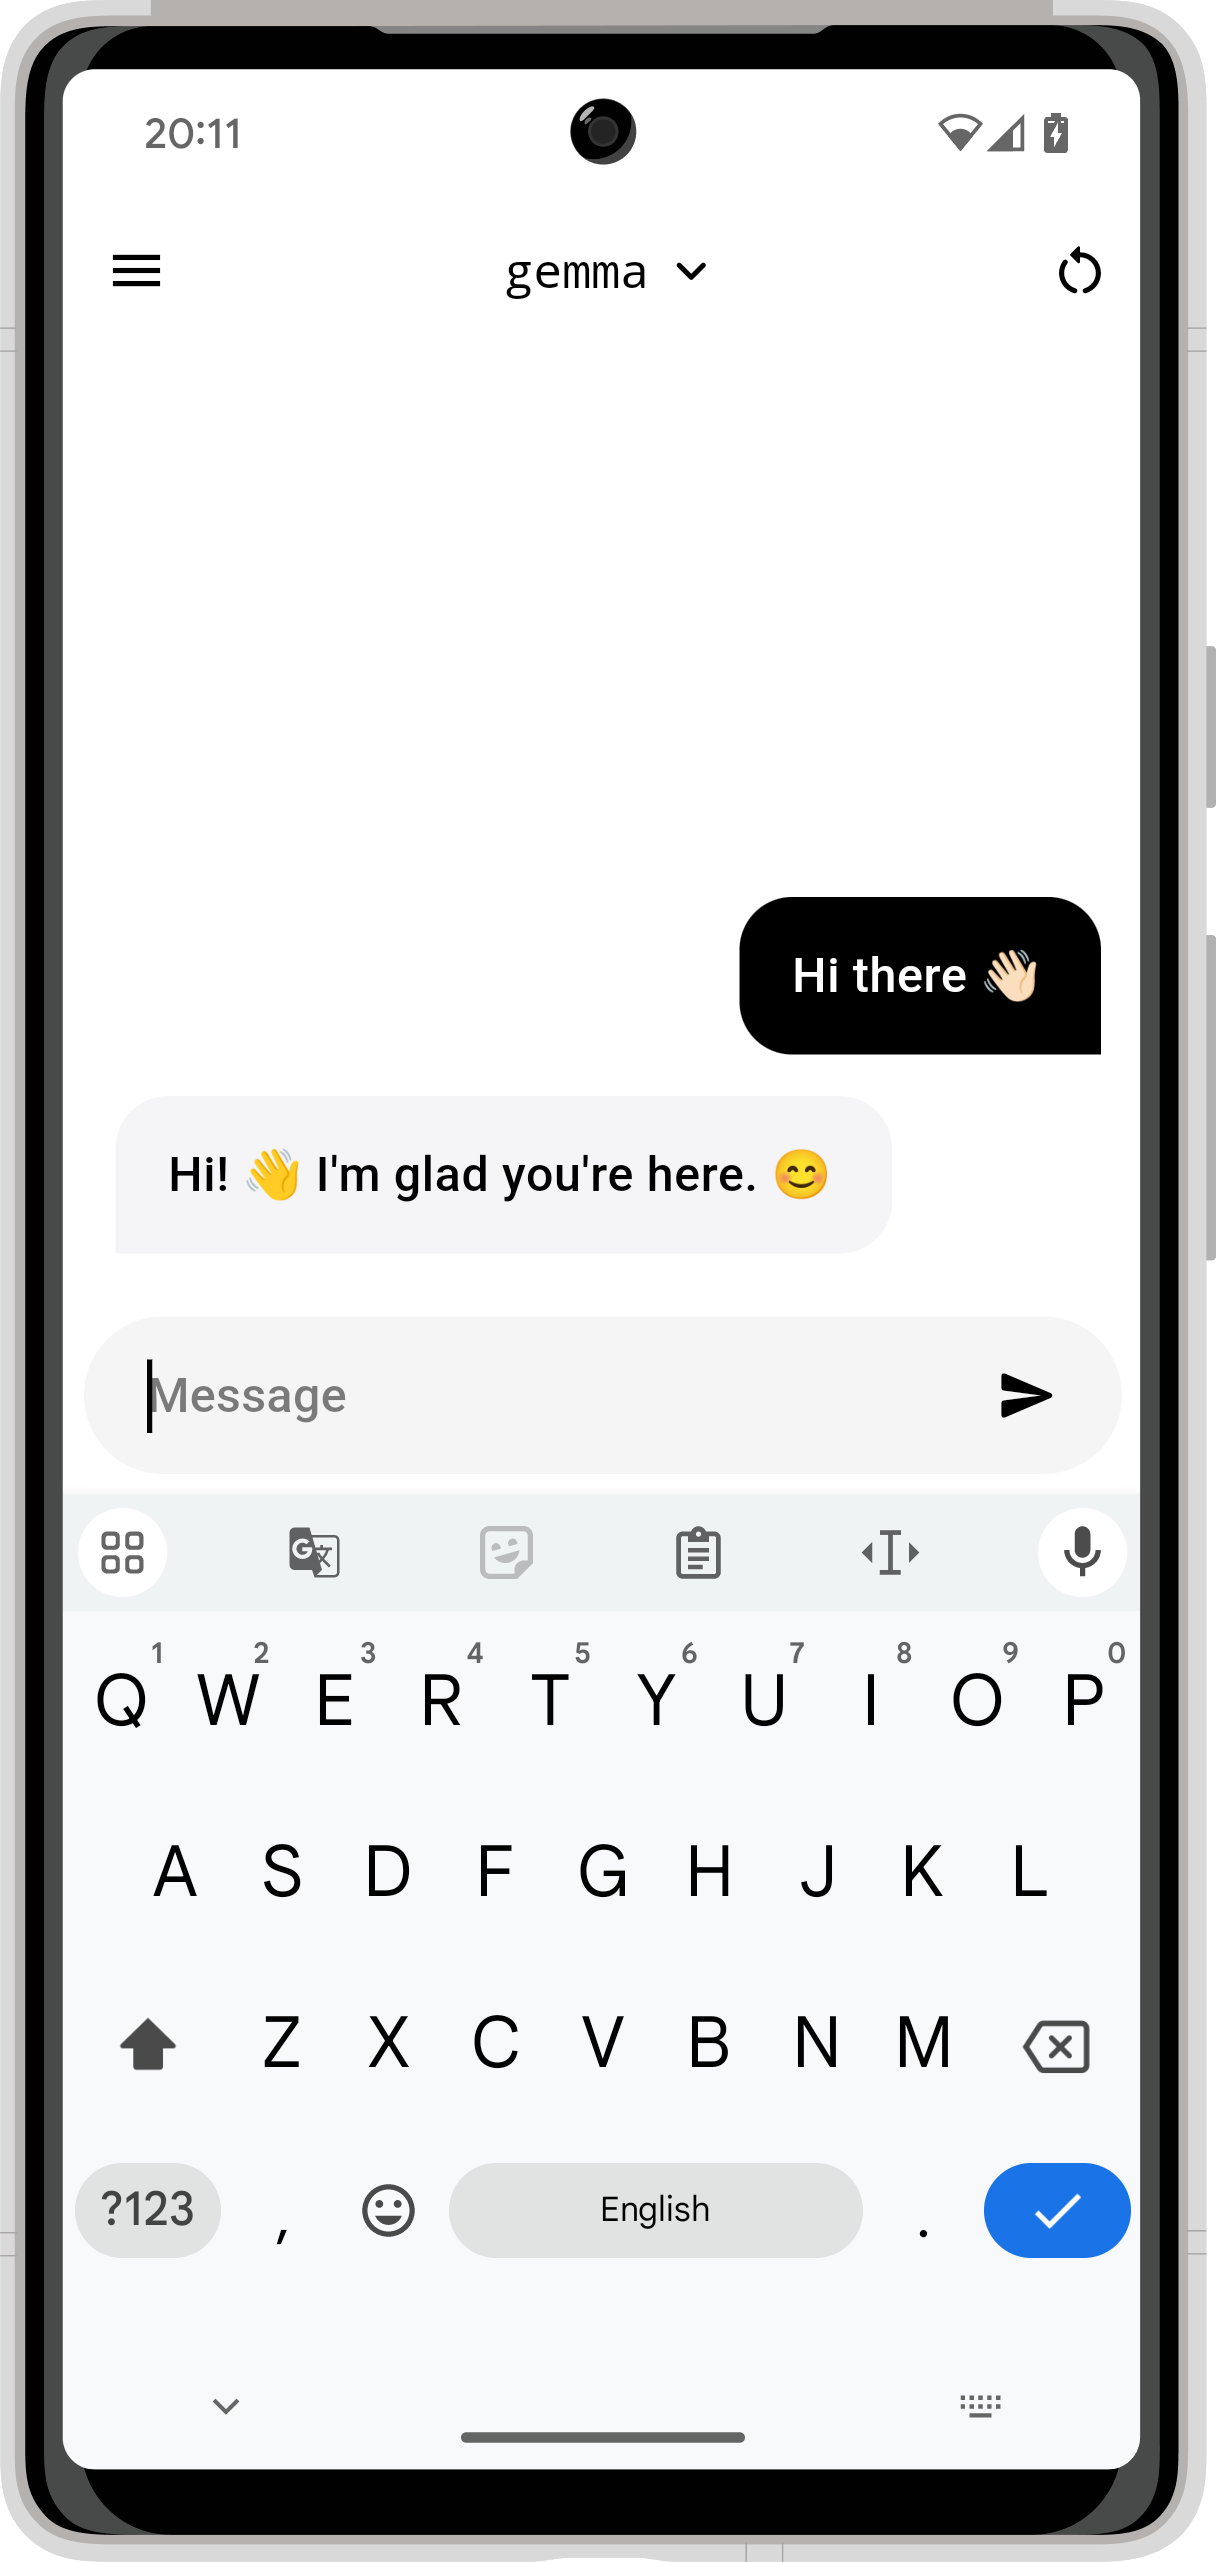 20:11
gemma
Hi there 👋🏻
Hi! 👋 I'm glad you're here. 😊
Message
1 2 3 4 5 6 7 8 9 0
Q W E R T Y U I O P
A S D F G H J K L
Z X C V B N M
?123 , English .